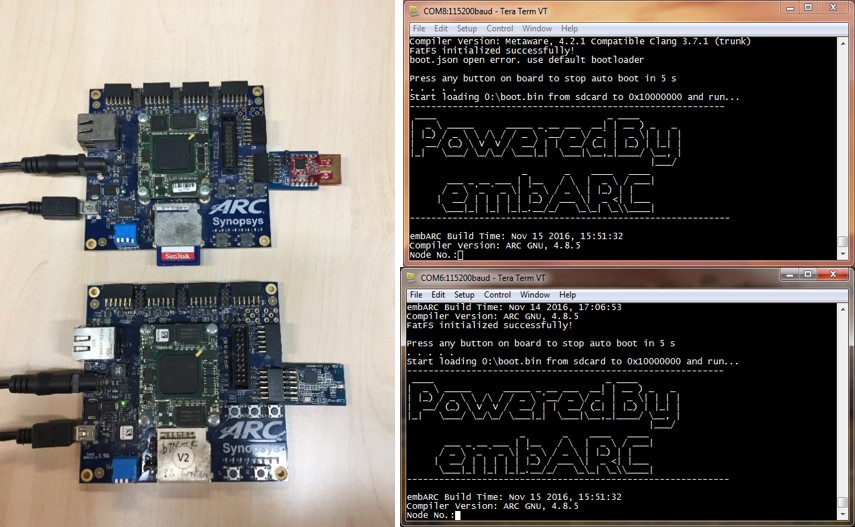 ARC
Synopsys
SanDisk
ARC
Synopsys
V2
COM8:115200baud - Tera Term VT
File Edit Setup Control Window Help
Compiler Version: Metaware, 4.2.1 Compatible Clang 3.7.1 (trunk)
FatFS initialized successfully!
boot.json open error. use default bootloader
Press any button on board to stop auto boot in 5 s
. . . . .
Start loading 0:\boot.bin from sdcard to 0x10000000 and run...
PoweredBy
embARC
embARC Build Time: Nov 15 2016, 15:51:32
Compiler Version: ARC GNU, 4.8.5
Node No.:
COM6:115200baud - Tera Term VT
File Edit Setup Control Window Help
embARC Build Time: Nov 14 2016, 17:06:53
Compiler Version: ARC GNU, 4.8.5
FatFS initialized successfully!
Press any button on board to stop auto boot in 5 s
. . . . .
Start loading 0:\boot.bin from sdcard to 0x10000000 and run...
PoweredBy
embARC
embARC Build Time: Nov 15 2016, 15:51:32
Compiler Version: ARC GNU, 4.8.5
Node No.: